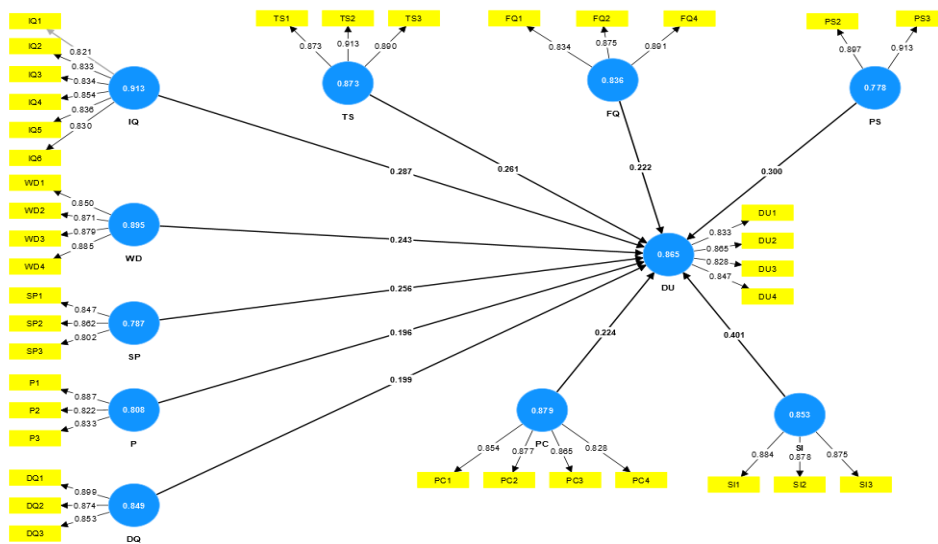 IQ1
IQ2
IQ3
IQ4
IQ5
IQ6
0.821
0.833
0.834
0.854
0.836
0.830
0.913
IQ
TS1
TS2
TS3
0.873
0.913
0.890
0.873
TS
FQ1
FQ2
FQ4
0.834
0.875
0.891
0.836
FQ
PS2
PS3
0.897
0.913
0.778
PS
0.287
0.261
0.222
0.300
WD1
WD2
WD3
WD4
0.850
0.871
0.879
0.885
0.895
WD
0.243
DU1
DU2
DU3
DU4
0.833
0.865
0.828
0.847
0.865
DU
SP1
SP2
SP3
0.847
0.862
0.802
0.787
SP
0.256
P1
P2
P3
0.887
0.822
0.833
0.808
P
0.196
DQ1
DQ2
DQ3
0.899
0.874
0.853
0.849
DQ
0.199
0.224
0.401
0.879
PC
0.854
0.877
0.865
0.828
PC1
PC2
PC3
PC4
0.853
SI
0.884
0.878
0.875
SI1
SI2
SI3